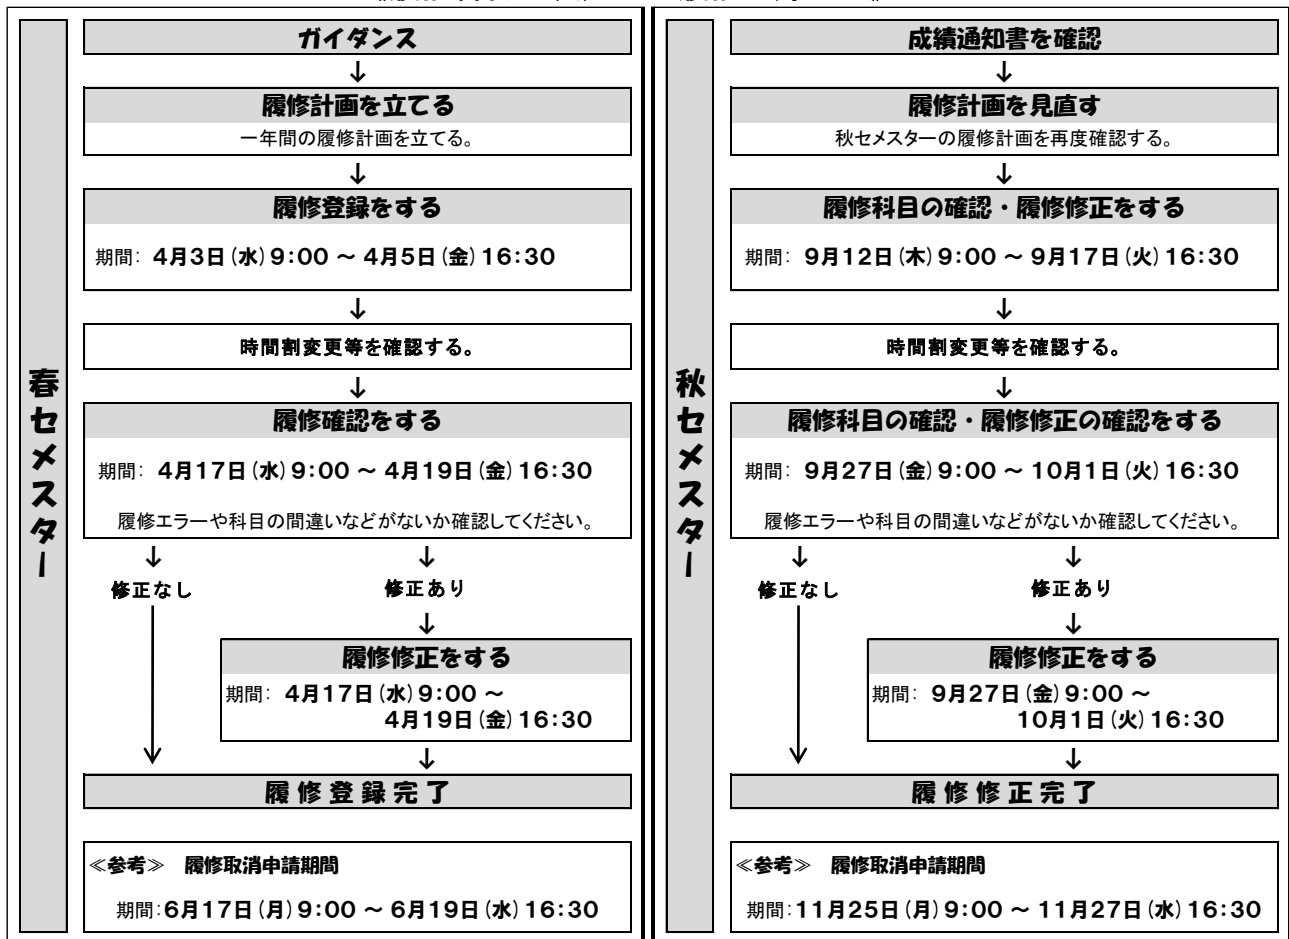 春セメスター
ガイダンス
↓
履修計画を立てる
一年間の履修計画を立てる。
↓
履修登録をする
期間： 4月3日（水）9：00 ～ 4月5日（金）16：30
↓
時間割変更等を確認する。
↓
履修確認をする
期間： 4月17日（水）9：00 ～ 4月19日（金）16：30
履修エラーや科目の間違いなどがないか確認してください。
↓ ↓
修正なし 修正あり
↓
履修修正をする
期間： 4月17日（水）9：00 ～
4月19日（金）16：30
↓
履修登録完了
≪参考≫ 履修取消申請期間
期間：6月17日（月）9：00 ～ 6月19日（水）16：30
秋セメスター
成績通知書を確認
↓
履修計画を見直す
秋セメスターの履修計画を再度確認する。
↓
履修科目の確認・履修修正をする
期間： 9月12日（木）9：00 ～ 9月17日（火）16：30
↓
時間割変更等を確認する。
↓
履修科目の確認・履修修正の確認をする
期間： 9月27日（金）9：00 ～ 10月1日（火）16：30
履修エラーや科目の間違いなどがないか確認してください。
↓ ↓
修正なし 修正あり
↓
履修修正をする
期間： 9月27日（金）9：00 ～
10月1日（火）16：30
↓
履修修正完了
≪参考≫ 履修取消申請期間
期間：11月25日（月）9：00 ～ 11月27日（水）16：30